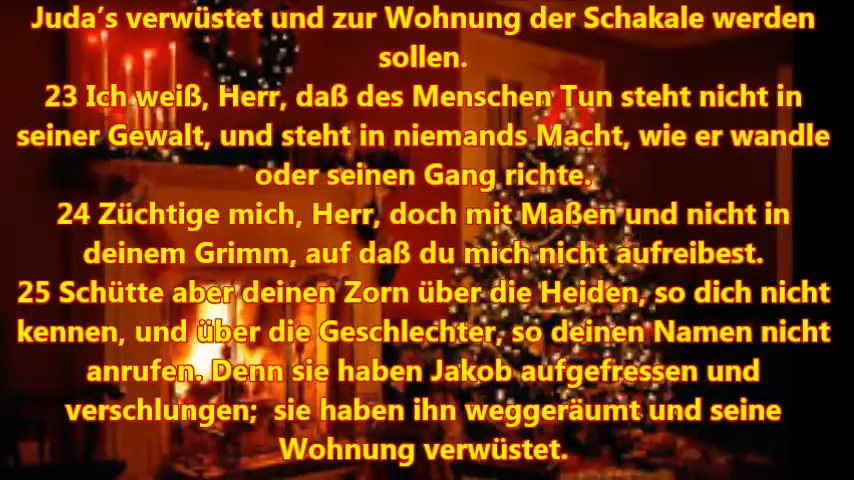 Juda's verwüstet und zur Wohnung der Schakale werden
sollen.
23 Ich weiß, Herr, daß des Menschen Tun steht nicht in
seiner Gewalt, und steht in niemands Macht, wie er wandle
oder seinen Gang richte.
24 Züchtige mich, Herr, doch mit Maßen und nicht in
deinem Grimm, auf daß du mich nicht aufreibest.
25 Schütte aber deinen Zorn über die Heiden, so dich nicht
kennen, und über die Geschlechter, so deinen Namen nicht
anrufen. Denn sie haben Jakob aufgefressen und
verschlungen;  sie haben ihn weggeräumt und seine
Wohnung verwüstet.